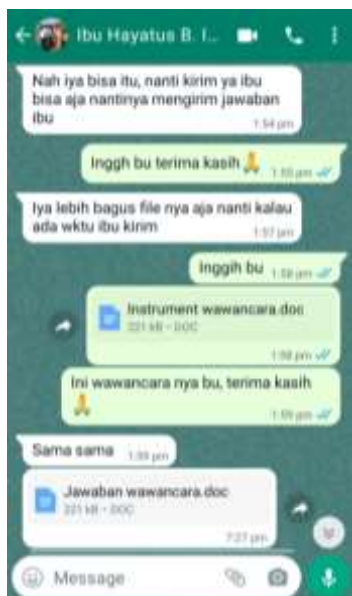 Ibu Hayatus B. I...
Nah iya bisa itu, nanti kirim ya ibu
bisa aja nantinya mengirim jawaban
ibu
1:54 pm
Inggh bu terima kasih🙏
1:55 pm
Iya lebih bagus file nya aja nanti kalau
ada wktu ibu kirim
1:57 pm
Inggih bu
1:58 pm
Instrument wawancara.doc
221 kB • DOC
1:58 pm
Ini wawancara nya bu, terima kasih
🙏
1:59 pm
Sama sama
1:59 pm
Jawaban wawancara.doc
221 kB • DOC
7:27 pm
Message